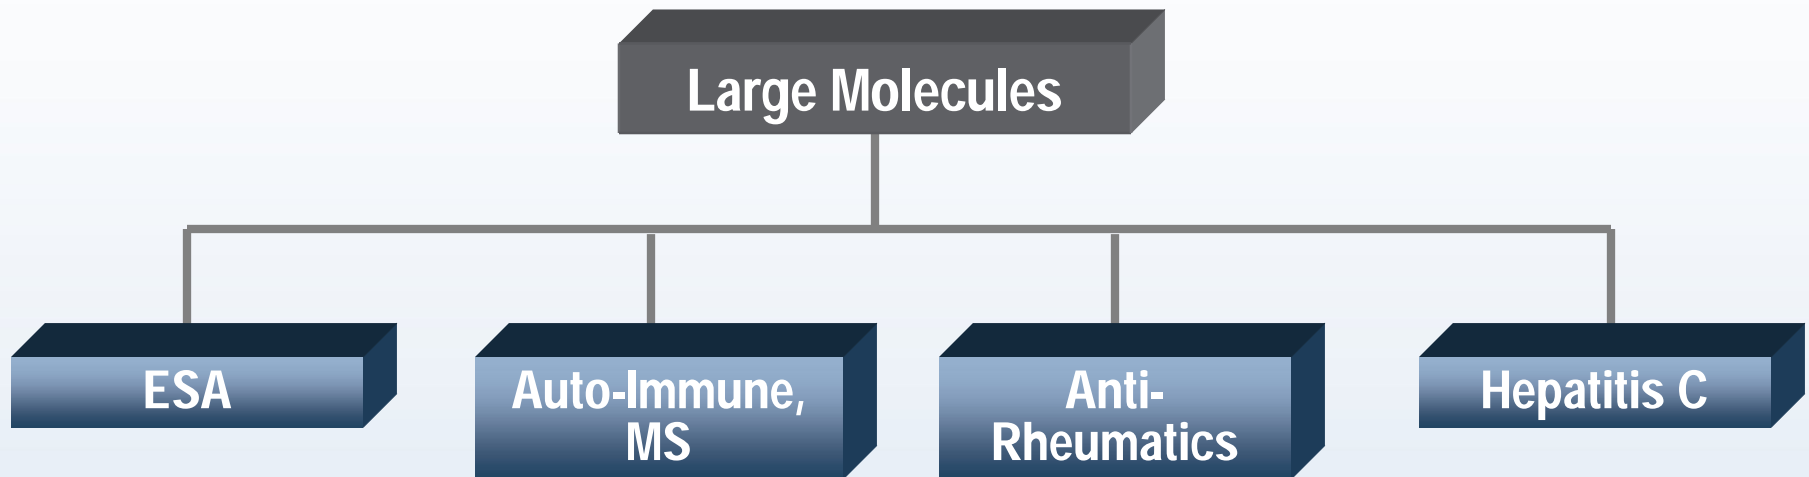 Large Molecules
ESA
Auto-Immune,
MS
Anti-
Rheumatics
Hepatitis C